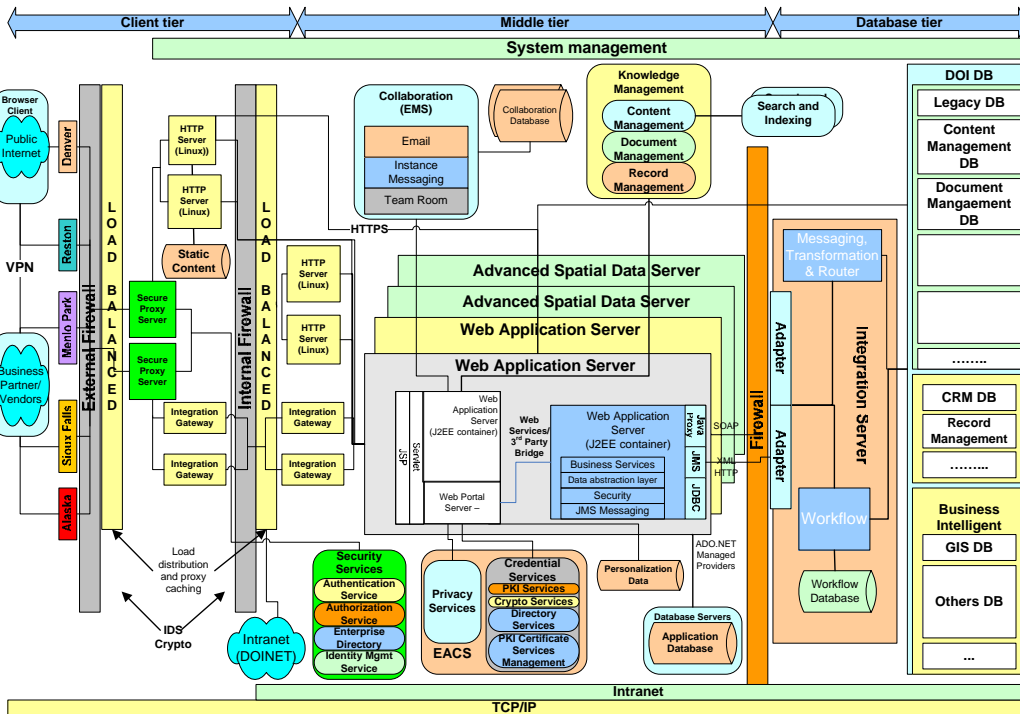 Client tier
Middle tier
Database tier
System management
Browser
Client
Public
Internet
VPN
Business
Partner/
Vendors
Denver
Reston
Menlo Park
Sioux Falls
Alaska
External Firewall
LOAD BALANCED
HTTP
Server
(Linux))
HTTP
Server
(Linux)
Static
Content
Secure
Proxy
Server
Secure
Proxy
Server
Integration
Gateway
Integration
Gateway
Internal Firewall
LOAD BALANCED
HTTP
Server
(Linux)
HTTP
Server
(Linux)
Integration
Gateway
Integration
Gateway
HTTPS
Load
distribution
and proxy
caching
IDS
Crypto
Intranet
(DOINET)
Collaboration
(EMS)
Email
Instance
Messaging
Team Room
Collaboration
Database
Knowledge
Management
Content
Management
Document
Management
Record
Management
Search and
Indexing
Advanced Spatial Data Server
Advanced Spatial Data Server
Web Application Server
Web Application Server
JSP
Servlet
Web
Application
Server
(J2EE container)
Web Portal
Server –
Web
Services/
3rd Party
Bridge
Web Application
Server
(J2EE container)
Business Services
Data abstraction layer
Security
JMS Messaging
Java
Proxy
JMS
JDBC
SOAP
XML
HTTP
Firewall
Adapter
Adapter
Messaging,
Transformation
& Router
Integration Server
Workflow
Workflow
Database
ADO.NET
Managed
Providers
Security
Services
Authentication
Service
Authorization
Service
Enterprise
Directory
Identity Mgmt
Service
Privacy
Services
EACS
Credential
Services
PKI Services
Crypto Services
Directory
Services
PKI Certificate
Services
Management
Personalization
Data
Database Servers
Application
Database
DOI DB
Legacy DB
Content
Management
DB
Document
Mangaement
DB
........
CRM DB
Record
Management
........
Business
Intelligent
GIS DB
Others DB
...
Intranet
TCP/IP